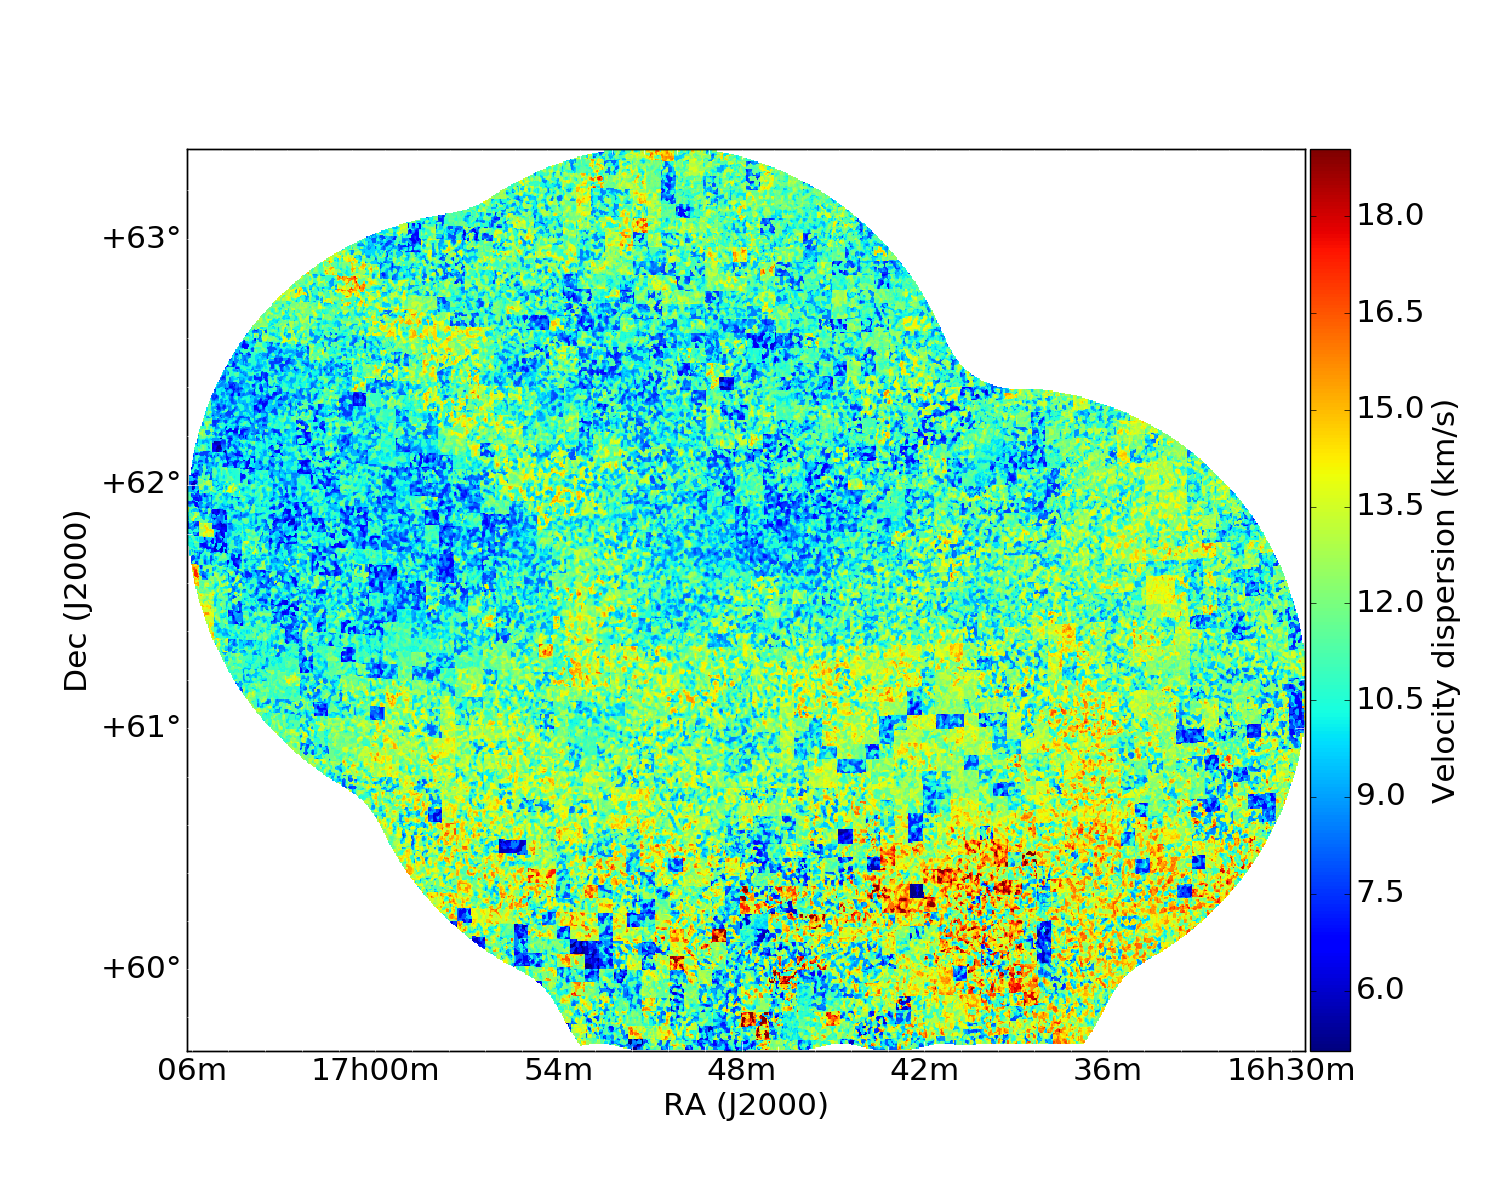 +63°
+62°
+61°
+60°
Dec (J2000)
06m
17h00m
54m
48m
42m
36m
16h30m
RA (J2000)
18.0
16.5
15.0
13.5
12.0
10.5
9.0
7.5
6.0
Velocity dispersion (km/s)